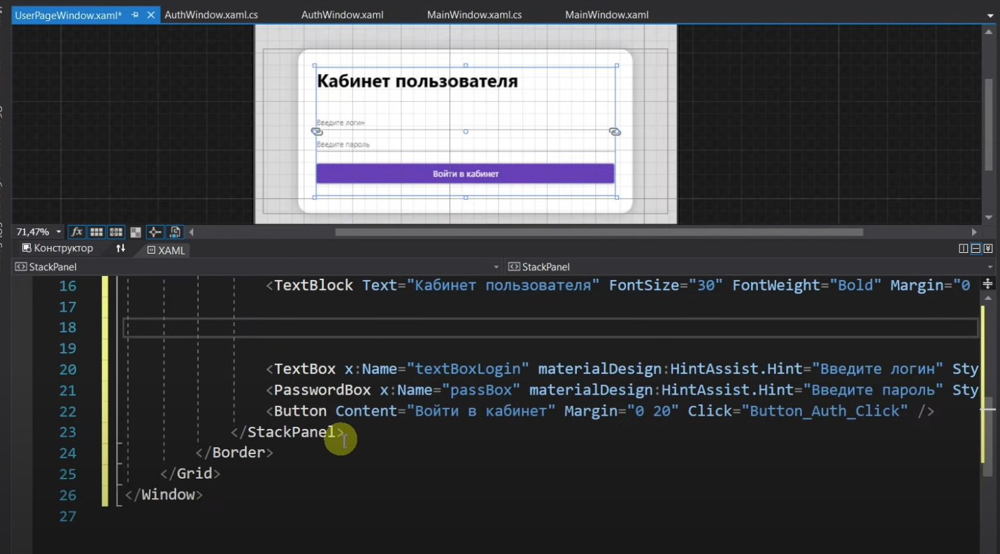 UserPageWindow.xaml* AuthWindow.xaml.cs AuthWindow.xaml MainWindow.xaml.cs MainWindow.xaml
Кабинет пользователя
Введите логин
Введите пароль
Войти в кабинет
71,47% fx
Конструктор XAML
StackPanel StackPanel
16 <TextBlock Text="Кабинет пользователя" FontSize="30" FontWeight="Bold" Margin="0
17
18
19
20 <TextBox x:Name="textBoxLogin" materialDesign:HintAssist.Hint="Введите логин" Sty
21 <PasswordBox x:Name="passBox" materialDesign:HintAssist.Hint="Введите пароль" Sty
22 <Button Content="Войти в кабинет" Margin="0 20" Click="Button_Auth_Click" />
23 </StackPanel>
24 </Border>
25 </Grid>
26 </Window>
27